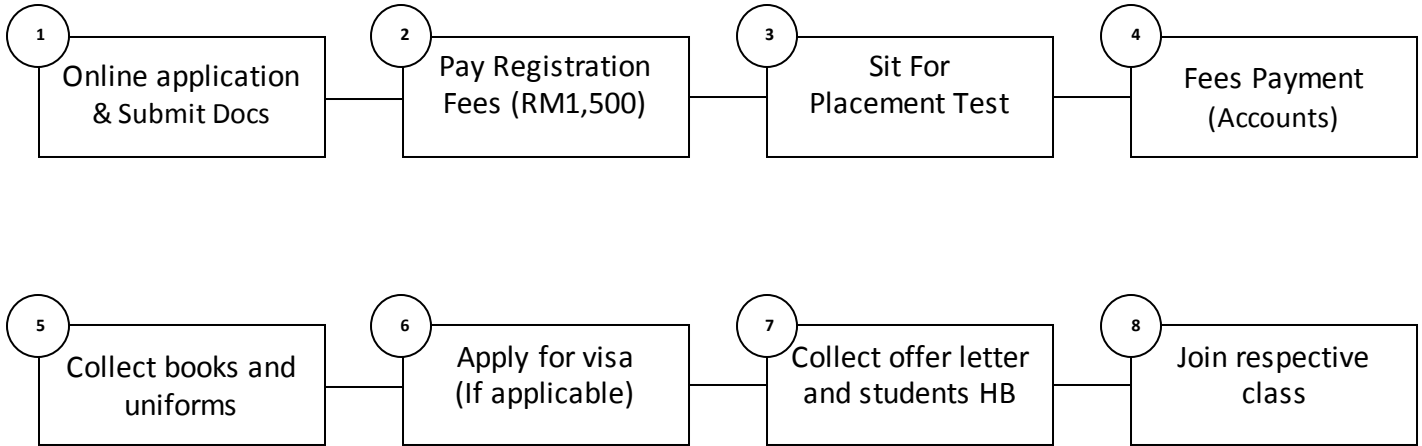 1
Online application
& Submit Docs
2
Pay Registration
Fees (RM1,500)
3
Sit For
Placement Test
4
Fees Payment
(Accounts)
5
Collect books and
uniforms
6
Apply for visa
(If applicable)
7
Collect offer letter
and students HB
8
Join respective
class